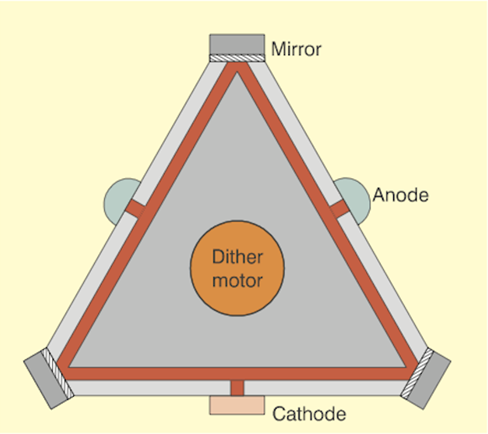 Mirror
Anode
Dither
motor
Cathode